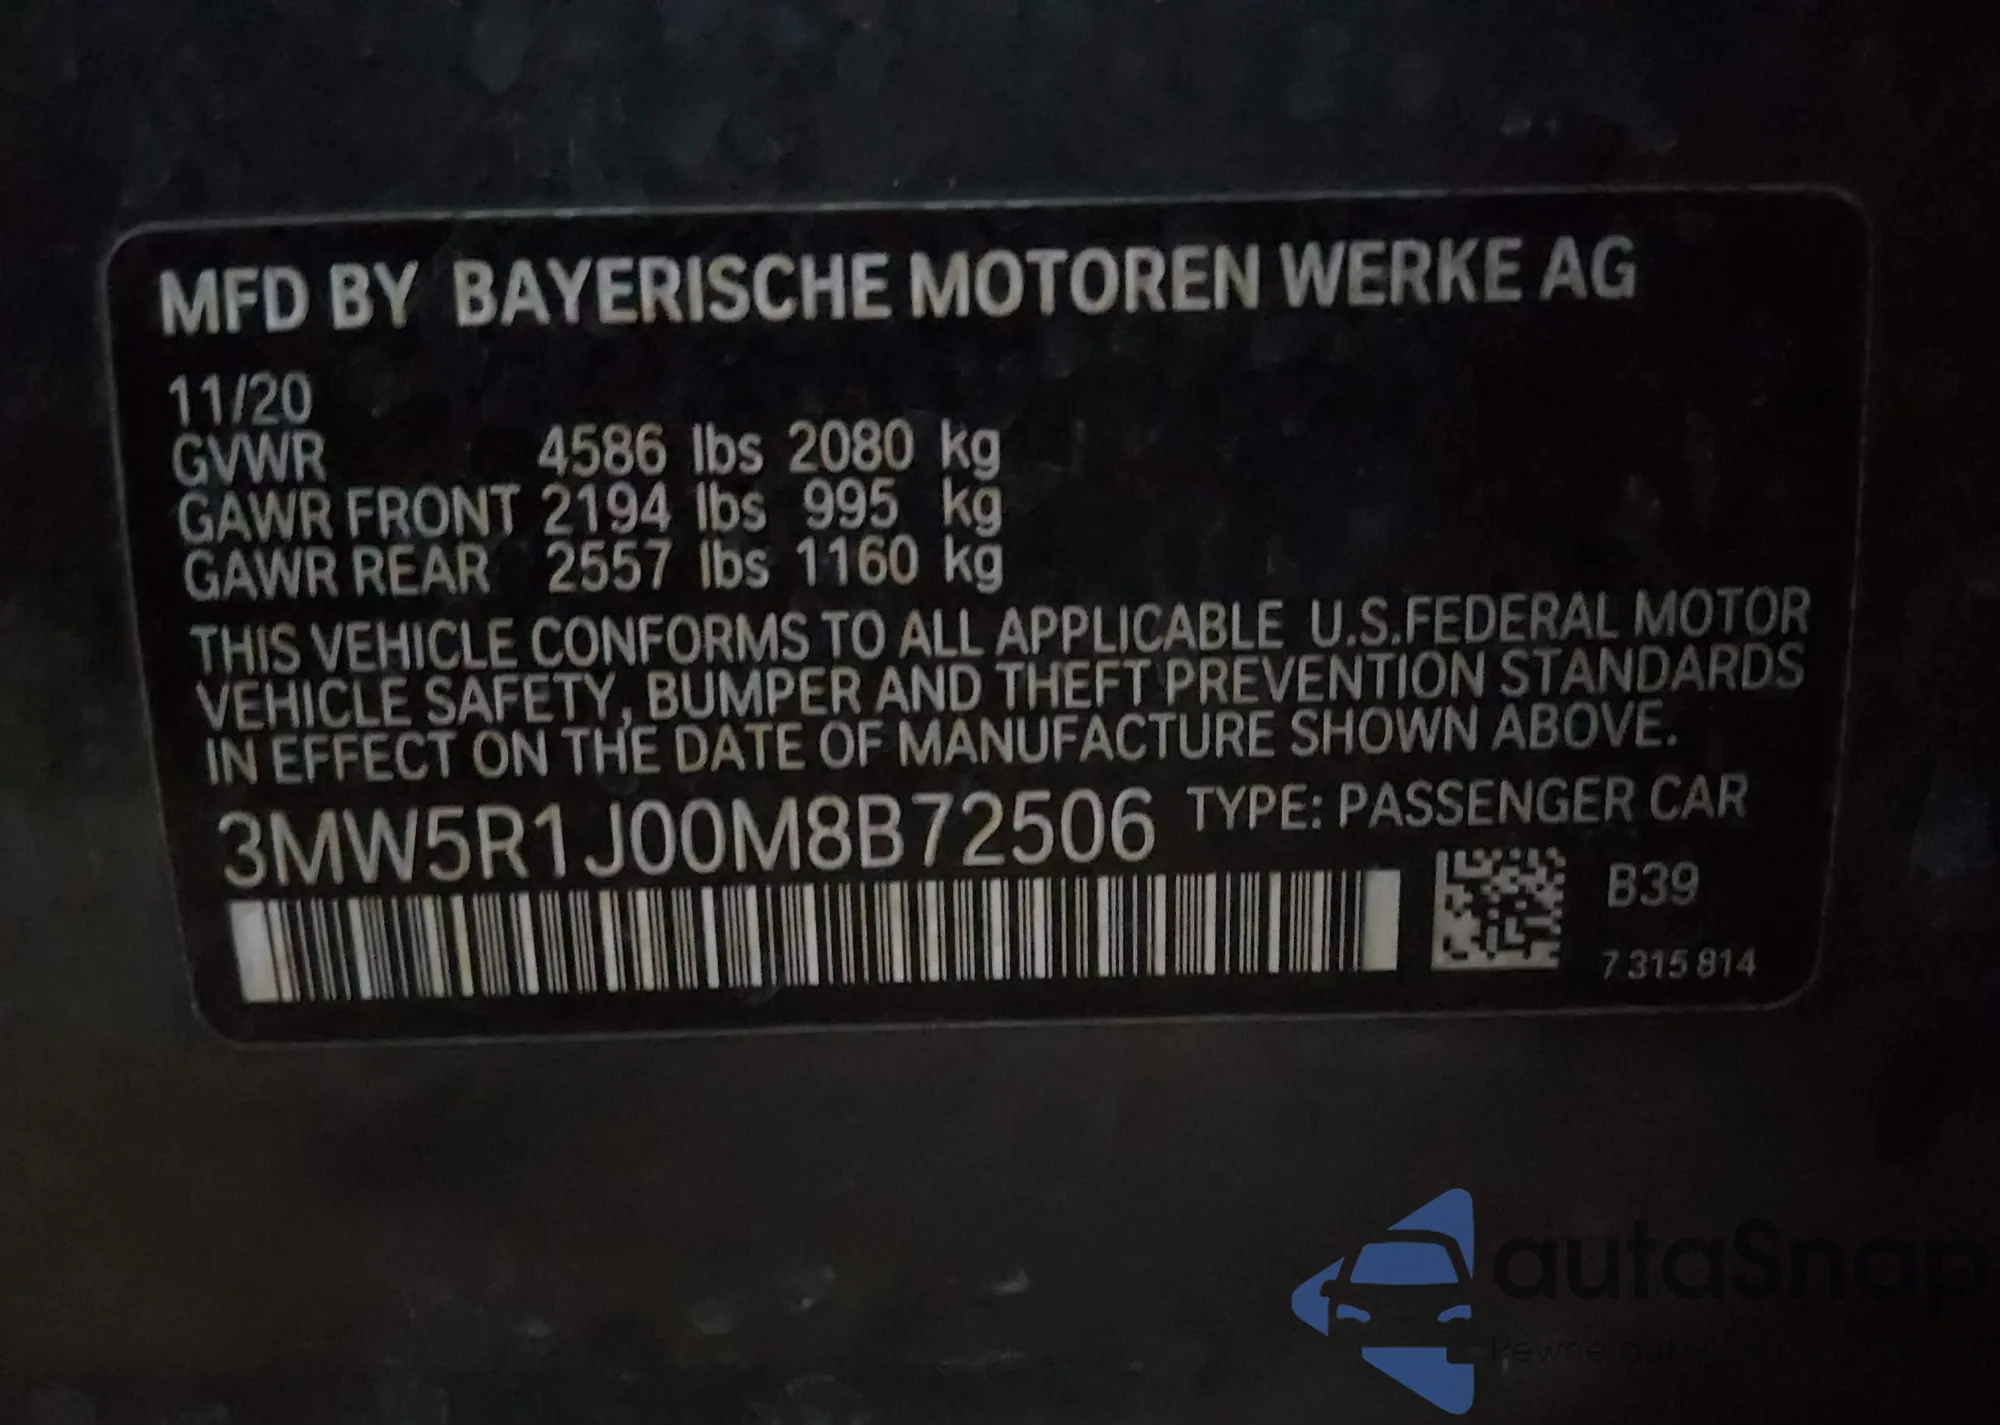 MFD BY BAYERISCHE MOTOREN WERKE AG
11/20
GVWR 4586 lbs 2080 kg
GAWR FRONT 2194 lbs 995 kg
GAWR REAR 2557 lbs 1160 kg
THIS VEHICLE CONFORMS TO ALL APPLICABLE U.S.FEDERAL MOTOR
VEHICLE SAFETY, BUMPER AND THEFT PREVENTION STANDARDS
IN EFFECT ON THE DATE OF MANUFACTURE SHOWN ABOVE.
3MW5R1J00M8B72506 TYPE: PASSENGER CAR
B39
7 315 814
autaSnap
Pewne